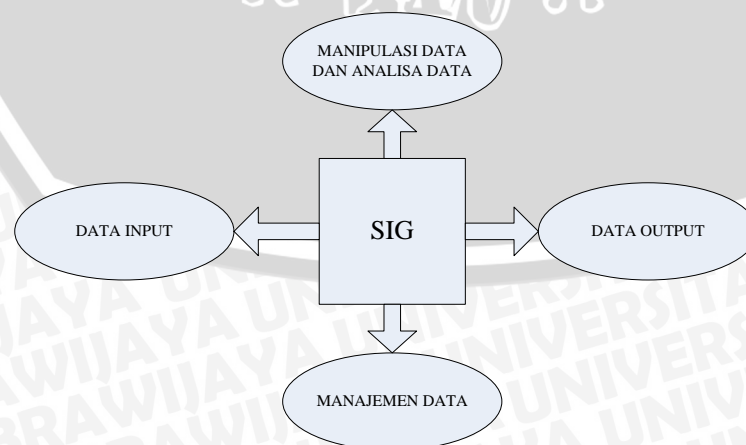 MANIPULASI DATA
DAN ANALISA DATA
DATA INPUT
SIG
DATA OUTPUT
MANAJEMEN DATA